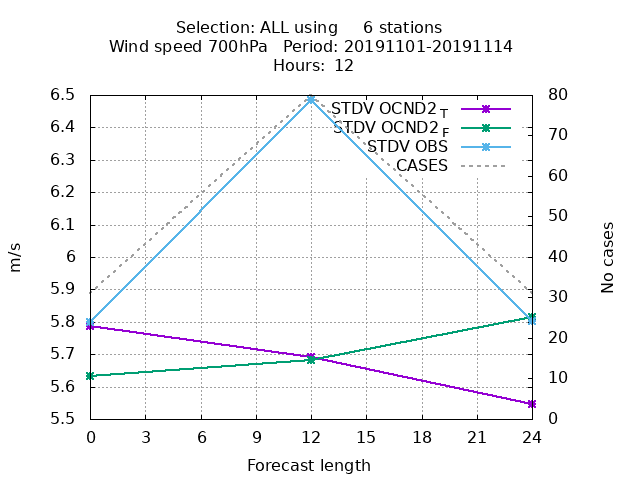 Selection: ALL using 6 stations
Wind speed 700hPa Period: 20191101-20191114
Hours: 12
STDV OCND2 T
STDV OCND2 F
STDV OBS
CASES
6.5
6.4
6.3
6.2
6.1
6
5.9
5.8
5.7
5.6
5.5
m/s
80
70
60
50
40
30
20
10
0
No cases
0 3 6 9 12 15 18 21 24
Forecast length